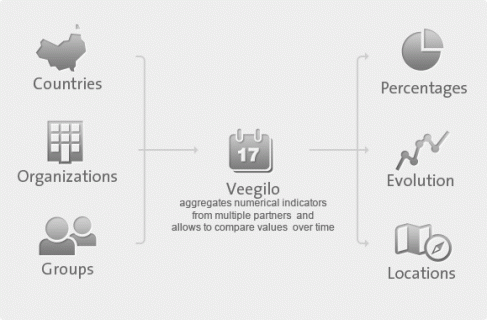 Countries
Organizations
Groups
17
Veegilo
aggregates numerical indicators
from multiple partners and
allows to compare values over time
Percentages
Evolution
Locations